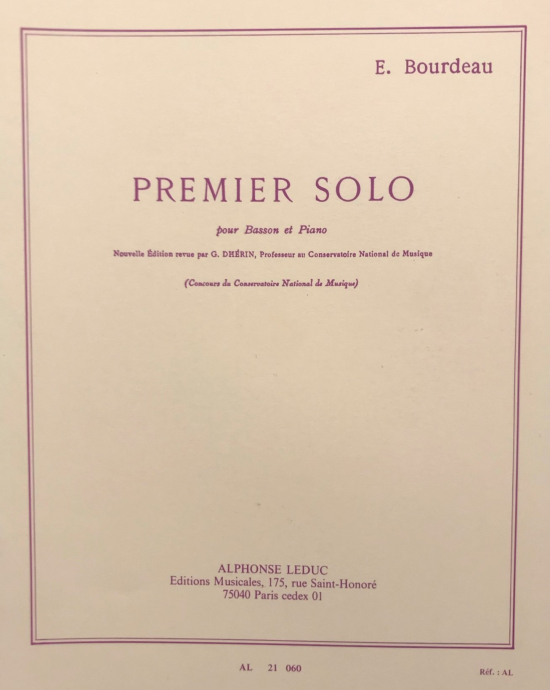 E. Bourdeau
PREMIER SOLO
pour Basson et Piano
Nouvelle Édition revue par G. DHÉRIN, Professeur au Conservatoire National de Musique
(Concours du Conservatoire National de Musique)
ALPHONSE LEDUC
Editions Musicales, 175, rue Saint-Honoré
75040 Paris cedex 01
AL 21 060
Réf. : AL